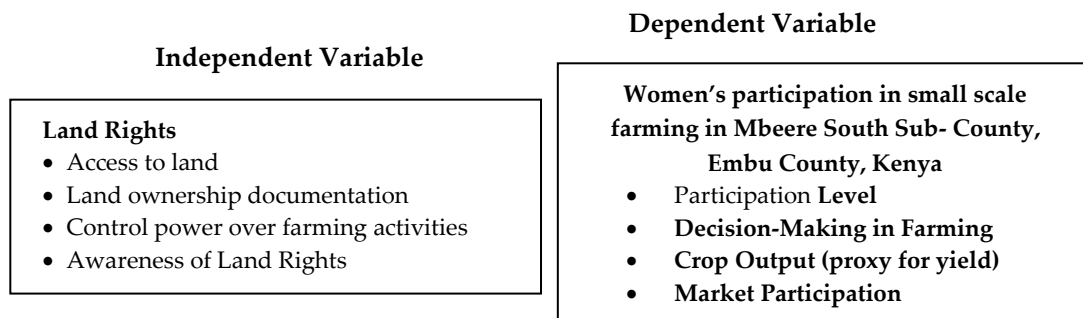 Independent Variable
Land Rights
• Access to land
• Land ownership documentation
• Control power over farming activities
• Awareness of Land Rights
Dependent Variable
Women's participation in small scale
farming in Mbeere South Sub- County,
Embu County, Kenya
• Participation Level
• Decision-Making in Farming
• Crop Output (proxy for yield)
• Market Participation